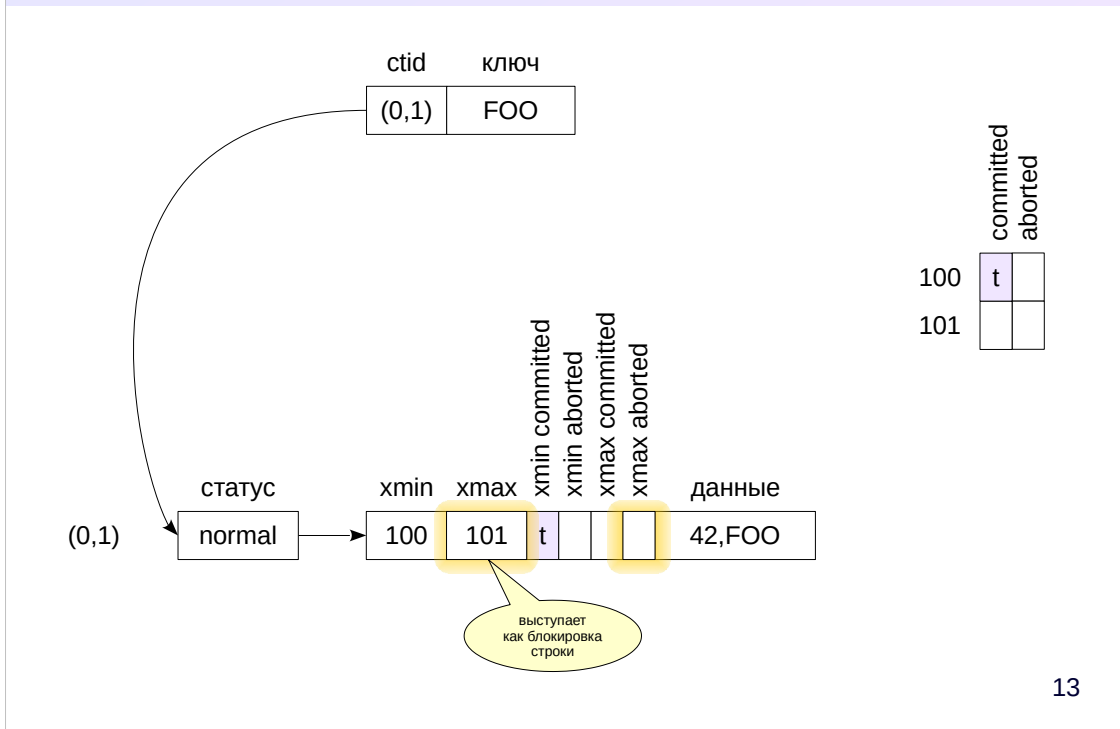 ctid ключ
(0,1) FOO
committed
aborted
100 t
101
xmin committed
xmin aborted
xmax committed
xmax aborted
статус xmin xmax данные
(0,1) normal 100 101 t 42,FOO
выступает
как блокировка
строки
13